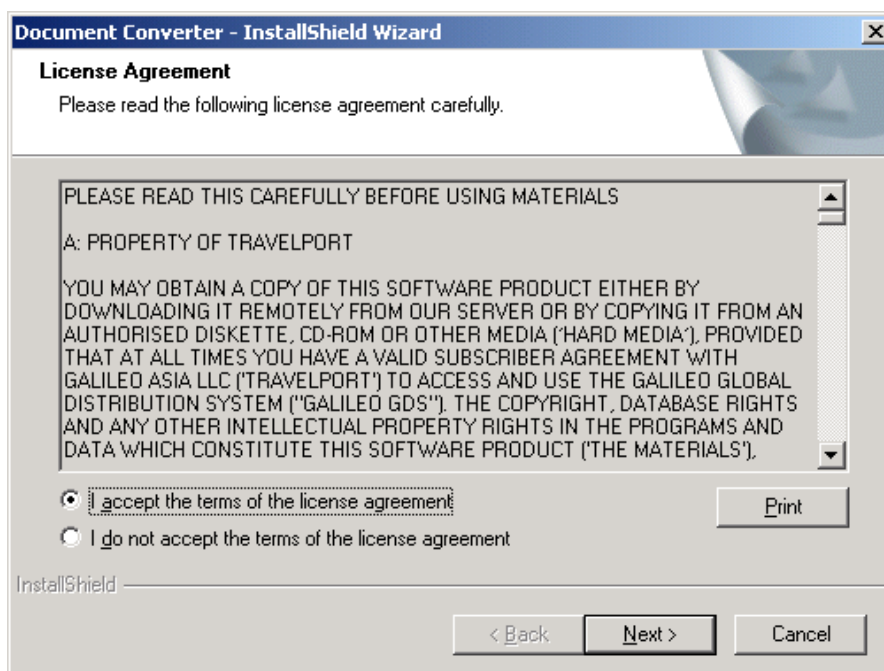 Document Converter - InstallShield Wizard
License Agreement
Please read the following license agreement carefully.
PLEASE READ THIS CAREFULLY BEFORE USING MATERIALS
A: PROPERTY OF TRAVELPORT
YOU MAY OBTAIN A COPY OF THIS SOFTWARE PRODUCT EITHER BY
DOWNLOADING IT REMOTELY FROM OUR SERVER OR BY COPYING IT FROM AN
AUTHORISED DISKETTE, CD-ROM OR OTHER MEDIA (´HARD MEDIA´), PROVIDED
THAT AT ALL TIMES YOU HAVE A VALID SUBSCRIBER AGREEMENT WITH
GALILEO ASIA LLC ('TRAVELPORT') TO ACCESS AND USE THE GALILEO GLOBAL
DISTRIBUTION SYSTEM ("GALILEO GDS"). THE COPYRIGHT, DATABASE RIGHTS
AND ANY OTHER INTELLECTUAL PROPERTY RIGHTS IN THE PROGRAMS AND
DATA WHICH CONSTITUTE THIS SOFTWARE PRODUCT ('THE MATERIALS'),
I accept the terms of the license agreement
Print
I do not accept the terms of the license agreement
InstallShield
< Back
Next >
Cancel